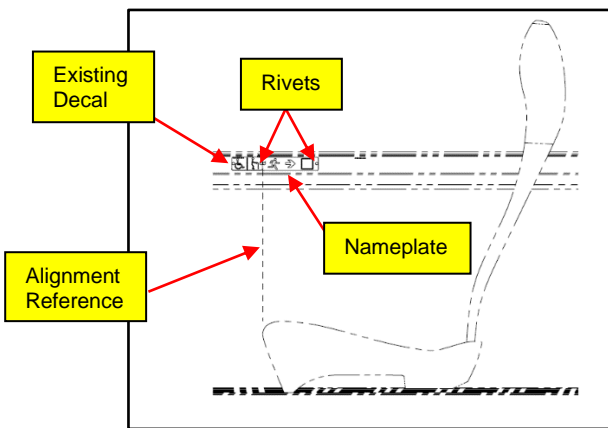 Existing
Decal
Rivets
Nameplate
Alignment
Reference